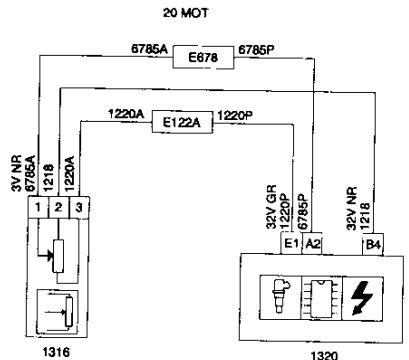 20 MOT
6785A
E678
6785P
1220A
E122A
1220P
3V NR
6785A
1218
1220A
32V GR
1220P
6785P
32V NR
1218
1 2 3
E1 A2 B4
1316
1320